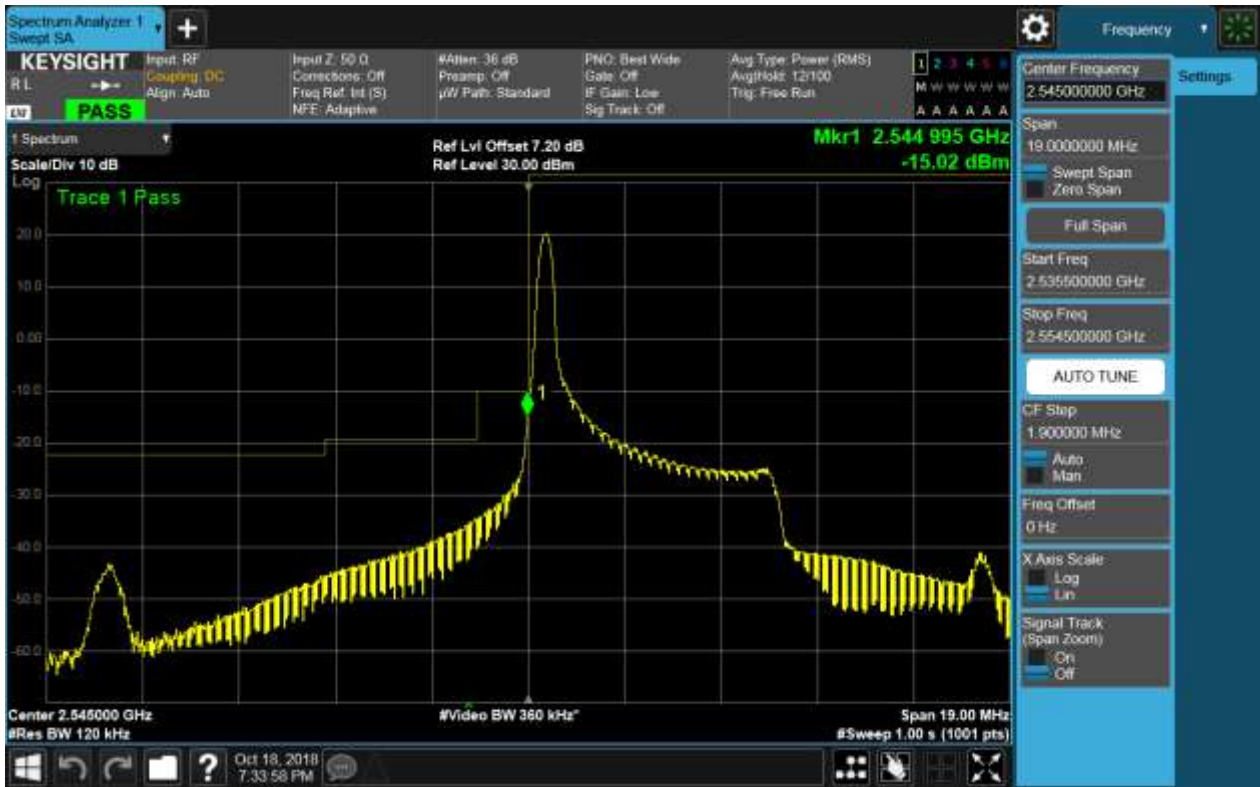 Spectrum Analyzer 1
Swept SA
+
Frequency
KEYSIGHT
R L
PASS
Input: RF
Coupling: DC
Align: Auto
Input Z: 50 Ω
Corrections: Off
Freq Ref: Int (S)
NFE: Adaptive
#Atten: 36 dB
Preamp: Off
µW Path: Standard
PNO: Best Wide
Gate: Off
IF Gain: Low
Sig Track: Off
Avg Type: Power (RMS)
Avg|Hold: 12/100
Trig: Free Run
1 2 3 4 5 6
M W W W W W
A A A A A A
Center Frequency
2.545000000 GHz
Settings
Span
19.0000000 MHz
Swept Span
Zero Span
Full Span
Start Freq
2.535500000 GHz
Stop Freq
2.554500000 GHz
AUTO TUNE
CF Step
1.900000 MHz
Auto
Man
Freq Offset
0 Hz
X Axis Scale
Log
Lin
Signal Track
(Span Zoom)
On
Off
1 Spectrum
Scale/Div 10 dB
Ref Lvl Offset 7.20 dB
Ref Level 30.00 dBm
Mkr1 2.544 995 GHz
-15.02 dBm
Log
Trace 1 Pass
20.0
10.0
0.00
-10.0
1
-20.0
-30.0
-40.0
-50.0
-60.0
Center 2.545000 GHz
#Video BW 360 kHz*
Span 19.00 MHz
#Res BW 120 kHz
#Sweep 1.00 s (1001 pts)
?
Oct 18, 2018
7:33:58 PM